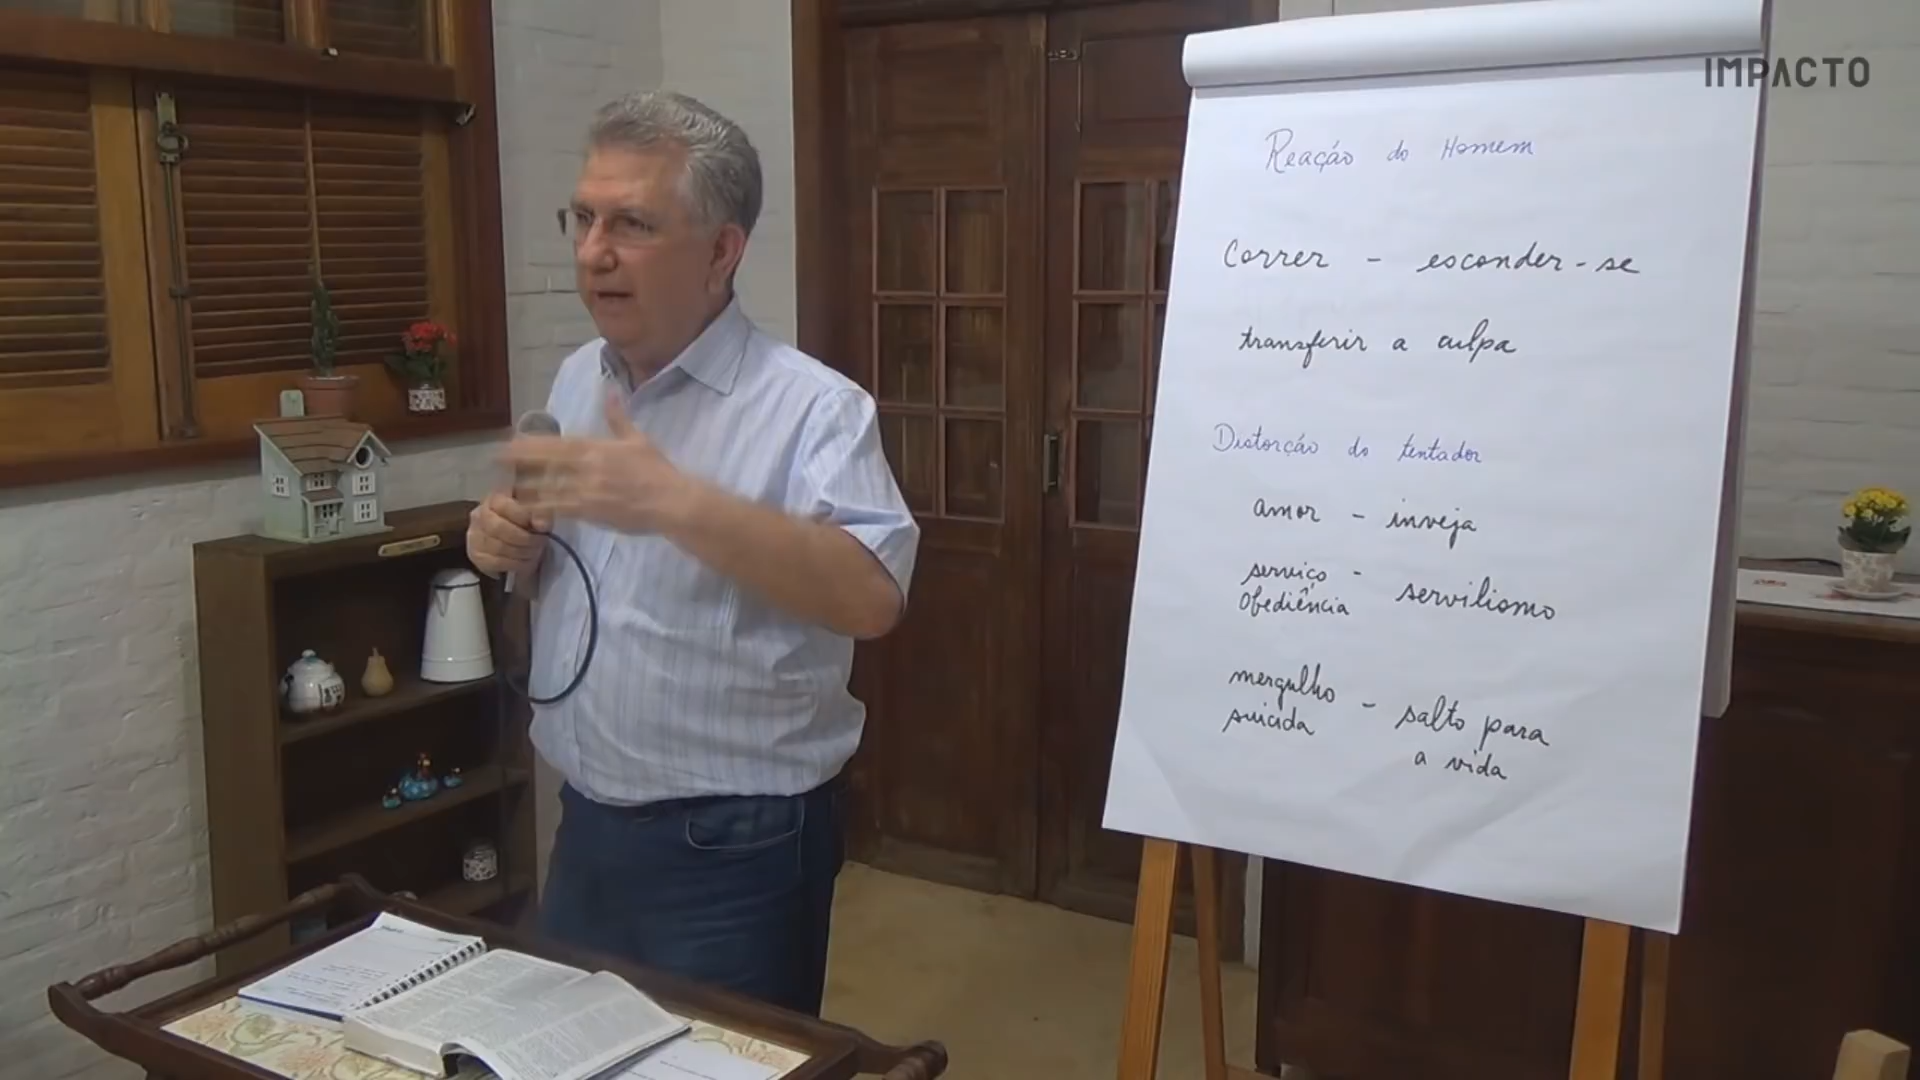 IMPACTO
Reação do Homem
Correr - esconder-se
transferir a culpa
Distorção do tentador
amor - inveja
serviço -
Obediência servilismo
mergulho - salto para
suicida a vida